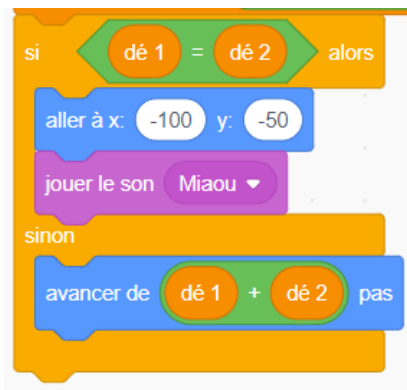 si dé 1 = dé 2 alors
aller à x: -100 y: -50
jouer le son Miaou
sinon
avancer de dé 1 + dé 2 pas